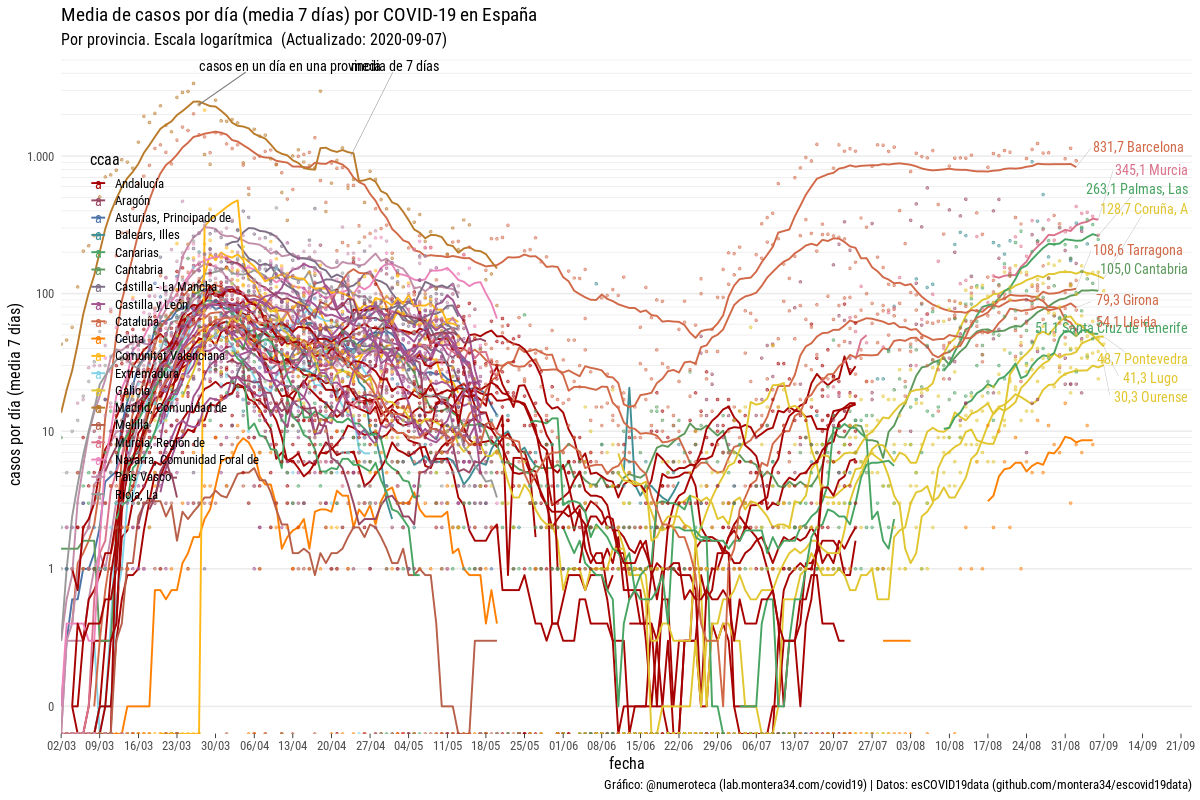 Media de casos por día (media 7 días) por COVID-19 en España
Por provincia. Escala logarítmica (Actualizado: 2020-09-07)
casos en un día en una provincia
media de 7 días
ccaa
Andalucía
Aragón
Asturias, Principado de
Balears, Illes
Canarias
Cantabria
Castilla - La Mancha
Castilla y León
Cataluña
Ceuta
Comunitat Valenciana
Extremadura
Galicia
Madrid, Comunidad de
Melilla
Murcia, Región de
Navarra, Comunidad Foral de
País Vasco
Rioja, La
casos por día (media 7 días)
1.000
100
10
1
0
831,7 Barcelona
345,1 Murcia
263,1 Palmas, Las
128,7 Coruña, A
108,6 Tarragona
105,0 Cantabria
79,3 Girona
54,1 Lleida
51,1 Santa Cruz de Tenerife
48,7 Pontevedra
41,3 Lugo
30,3 Ourense
02/03 09/03 16/03 23/03 30/03 06/04 13/04 20/04 27/04 04/05 11/05 18/05 25/05 01/06 08/06 15/06 22/06 29/06 06/07 13/07 20/07 27/07 03/08 10/08 17/08 24/08 31/08 07/09 14/09 21/09
fecha
Gráfico: @numeroteca (lab.montera34.com/covid19) | Datos: esCOVID19data (github.com/montera34/escovid19data)